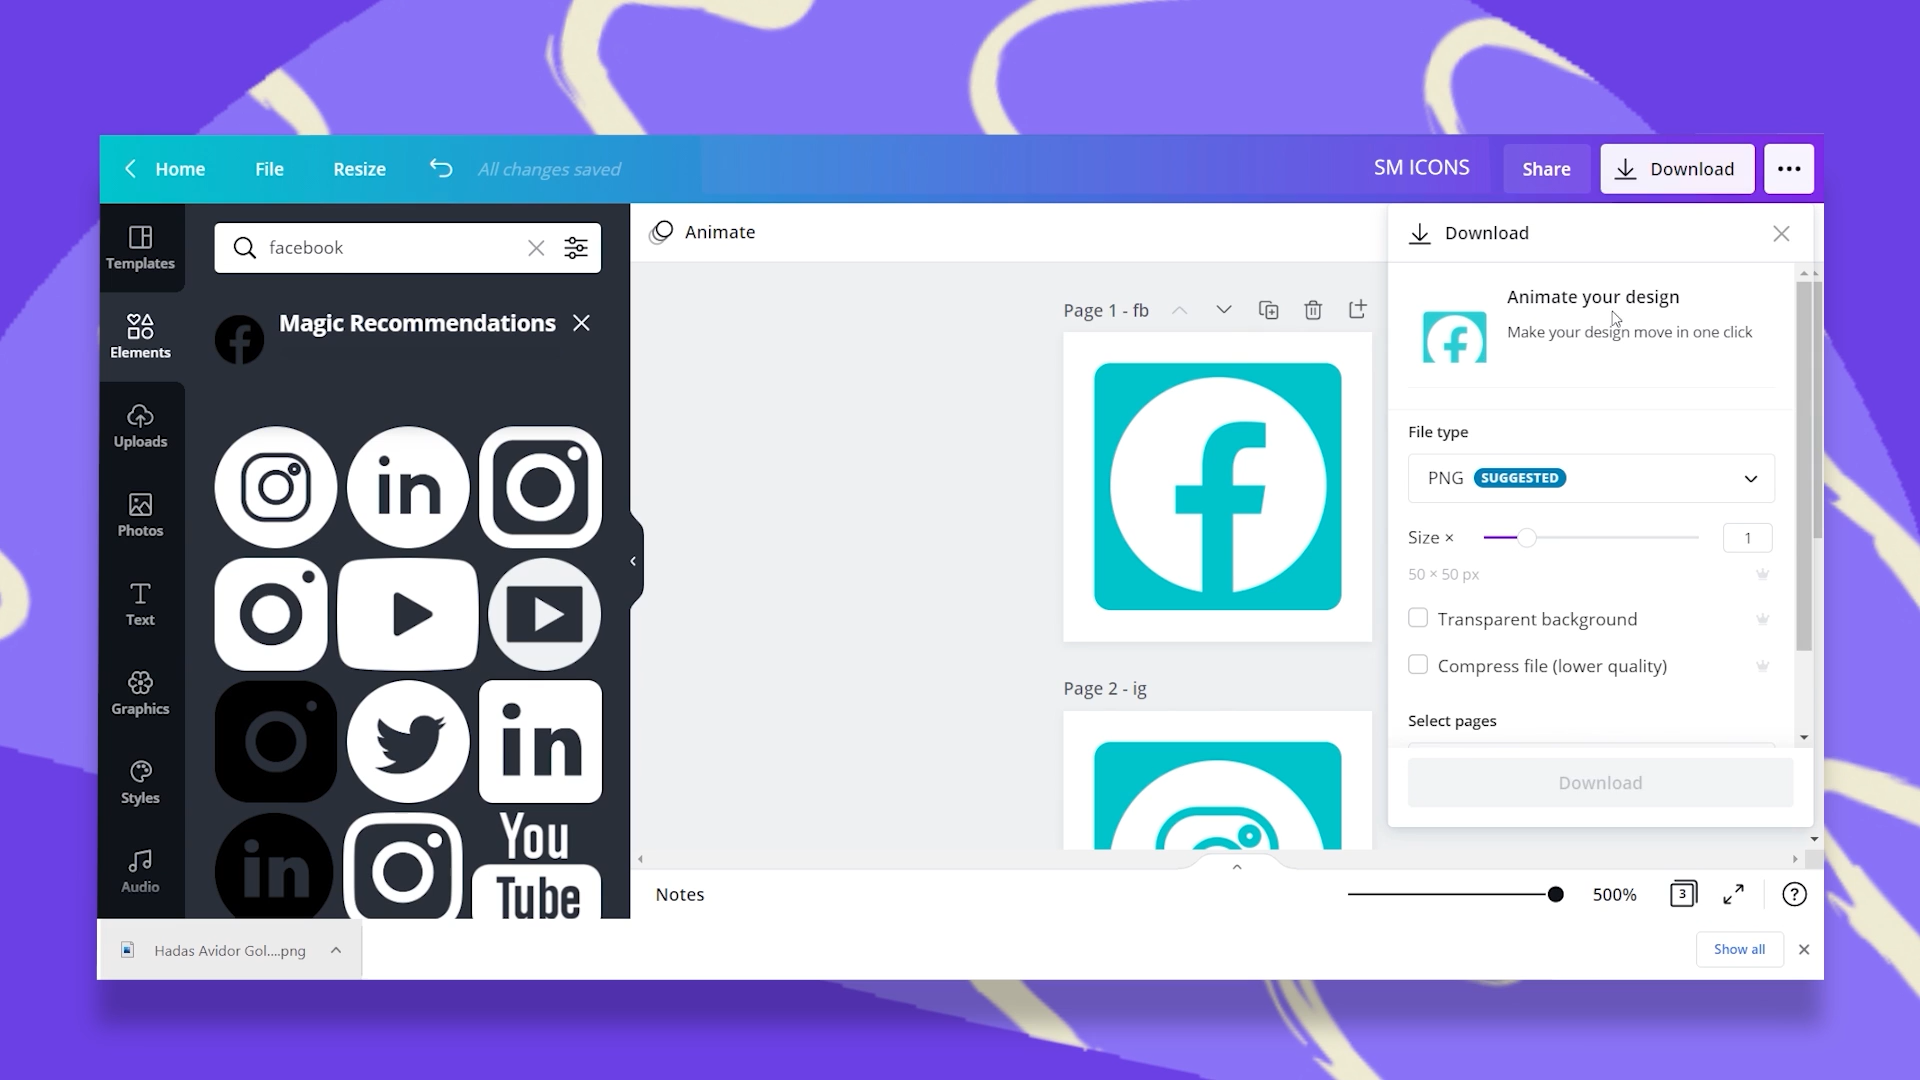 Home
File
Resize
All changes saved
SM ICONS
Share
Download
Templates
Elements
Uploads
Photos
Text
Graphics
Styles
Audio
facebook
Magic Recommendations
in
in
in
You
Tube
Animate
Page 1 - fb
Page 2 - ig
Download
Animate your design
Make your design move in one click
File type
PNG SUGGESTED
Size × 1
50 × 50 px
Transparent background
Compress file (lower quality)
Select pages
Download
Notes
500%
3
?
Hadas Avidor Gol....png
Show all